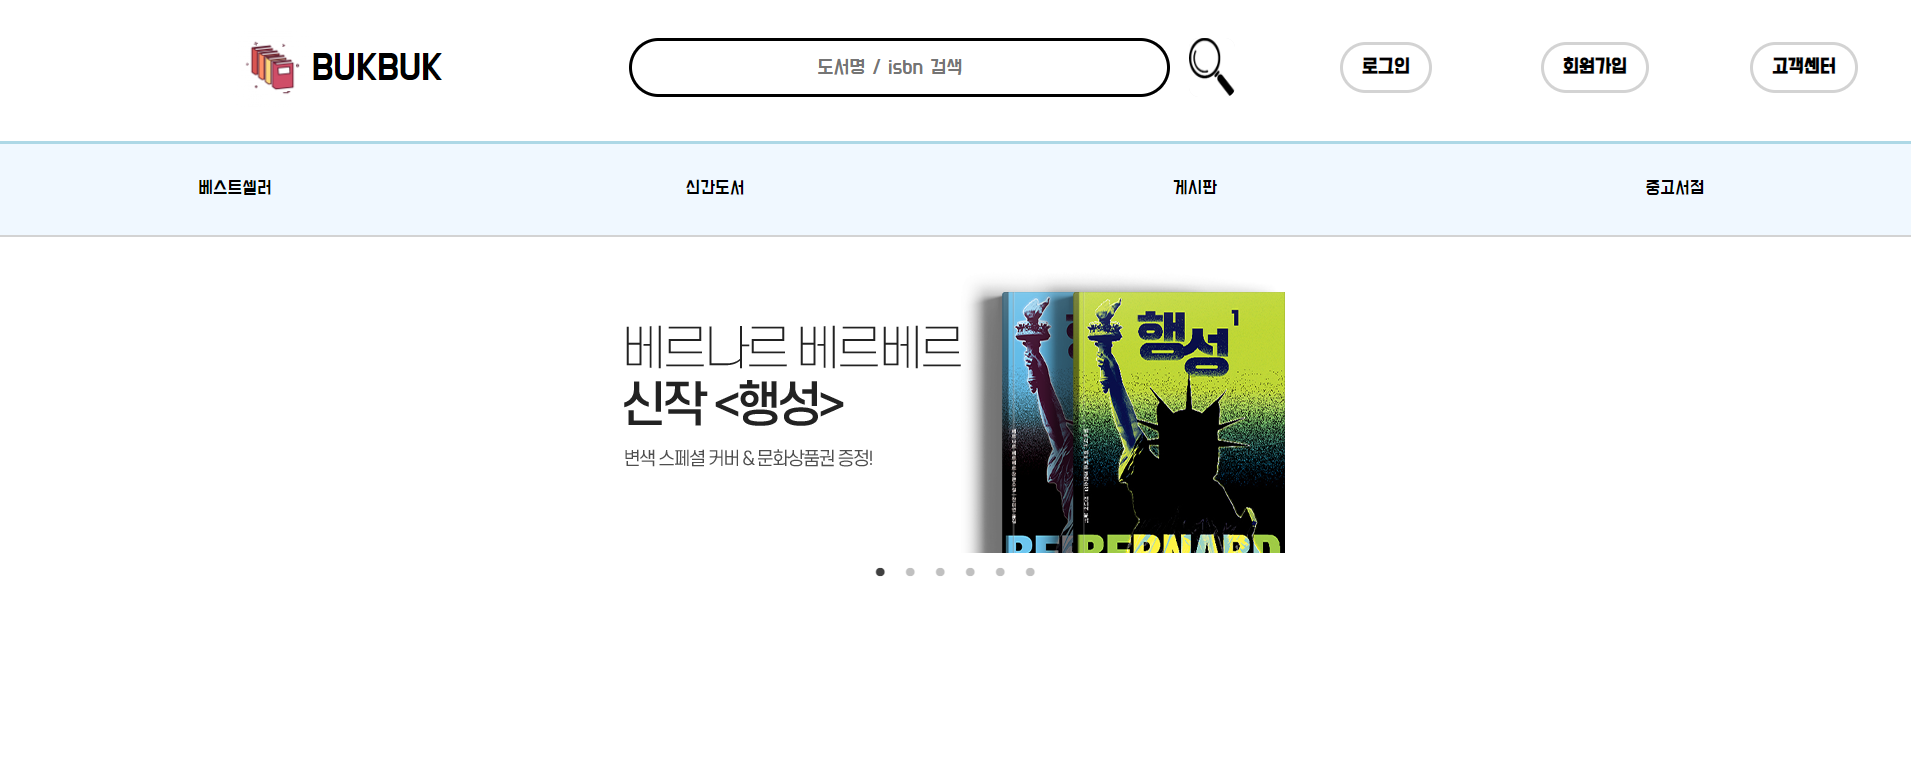 BUKBUK
도서명 / isbn 검색
로그인
회원가입
고객센터
베스트셀러
신간도서
게시판
중고서점
베르나르 베르베르
신작 <행성>
변색 스페셜 커버 & 문화상품권 증정!
행성 1
BERNARD